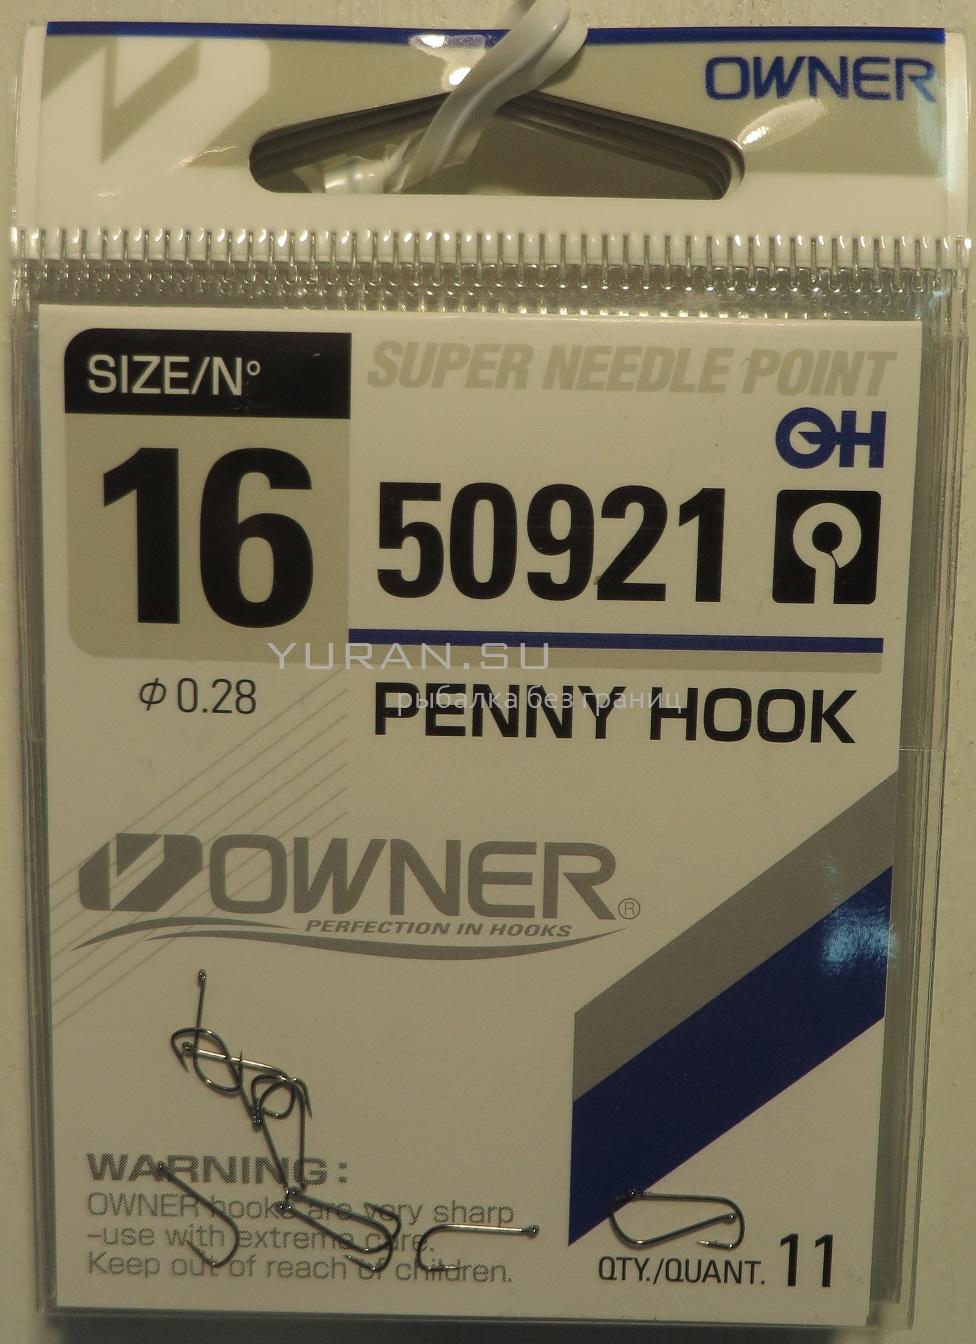 OWNER
SIZE/N°
SUPER NEEDLE POINT
16
50921
YURAN.SU
рыбалка без границ
Φ 0.28
PENNY HOOK
OWNER®
PERFECTION IN HOOKS
WARNING:
OWNER hooks are very sharp
-use with extreme care.
Keep out of reach of children.
QTY./QUANT. 11